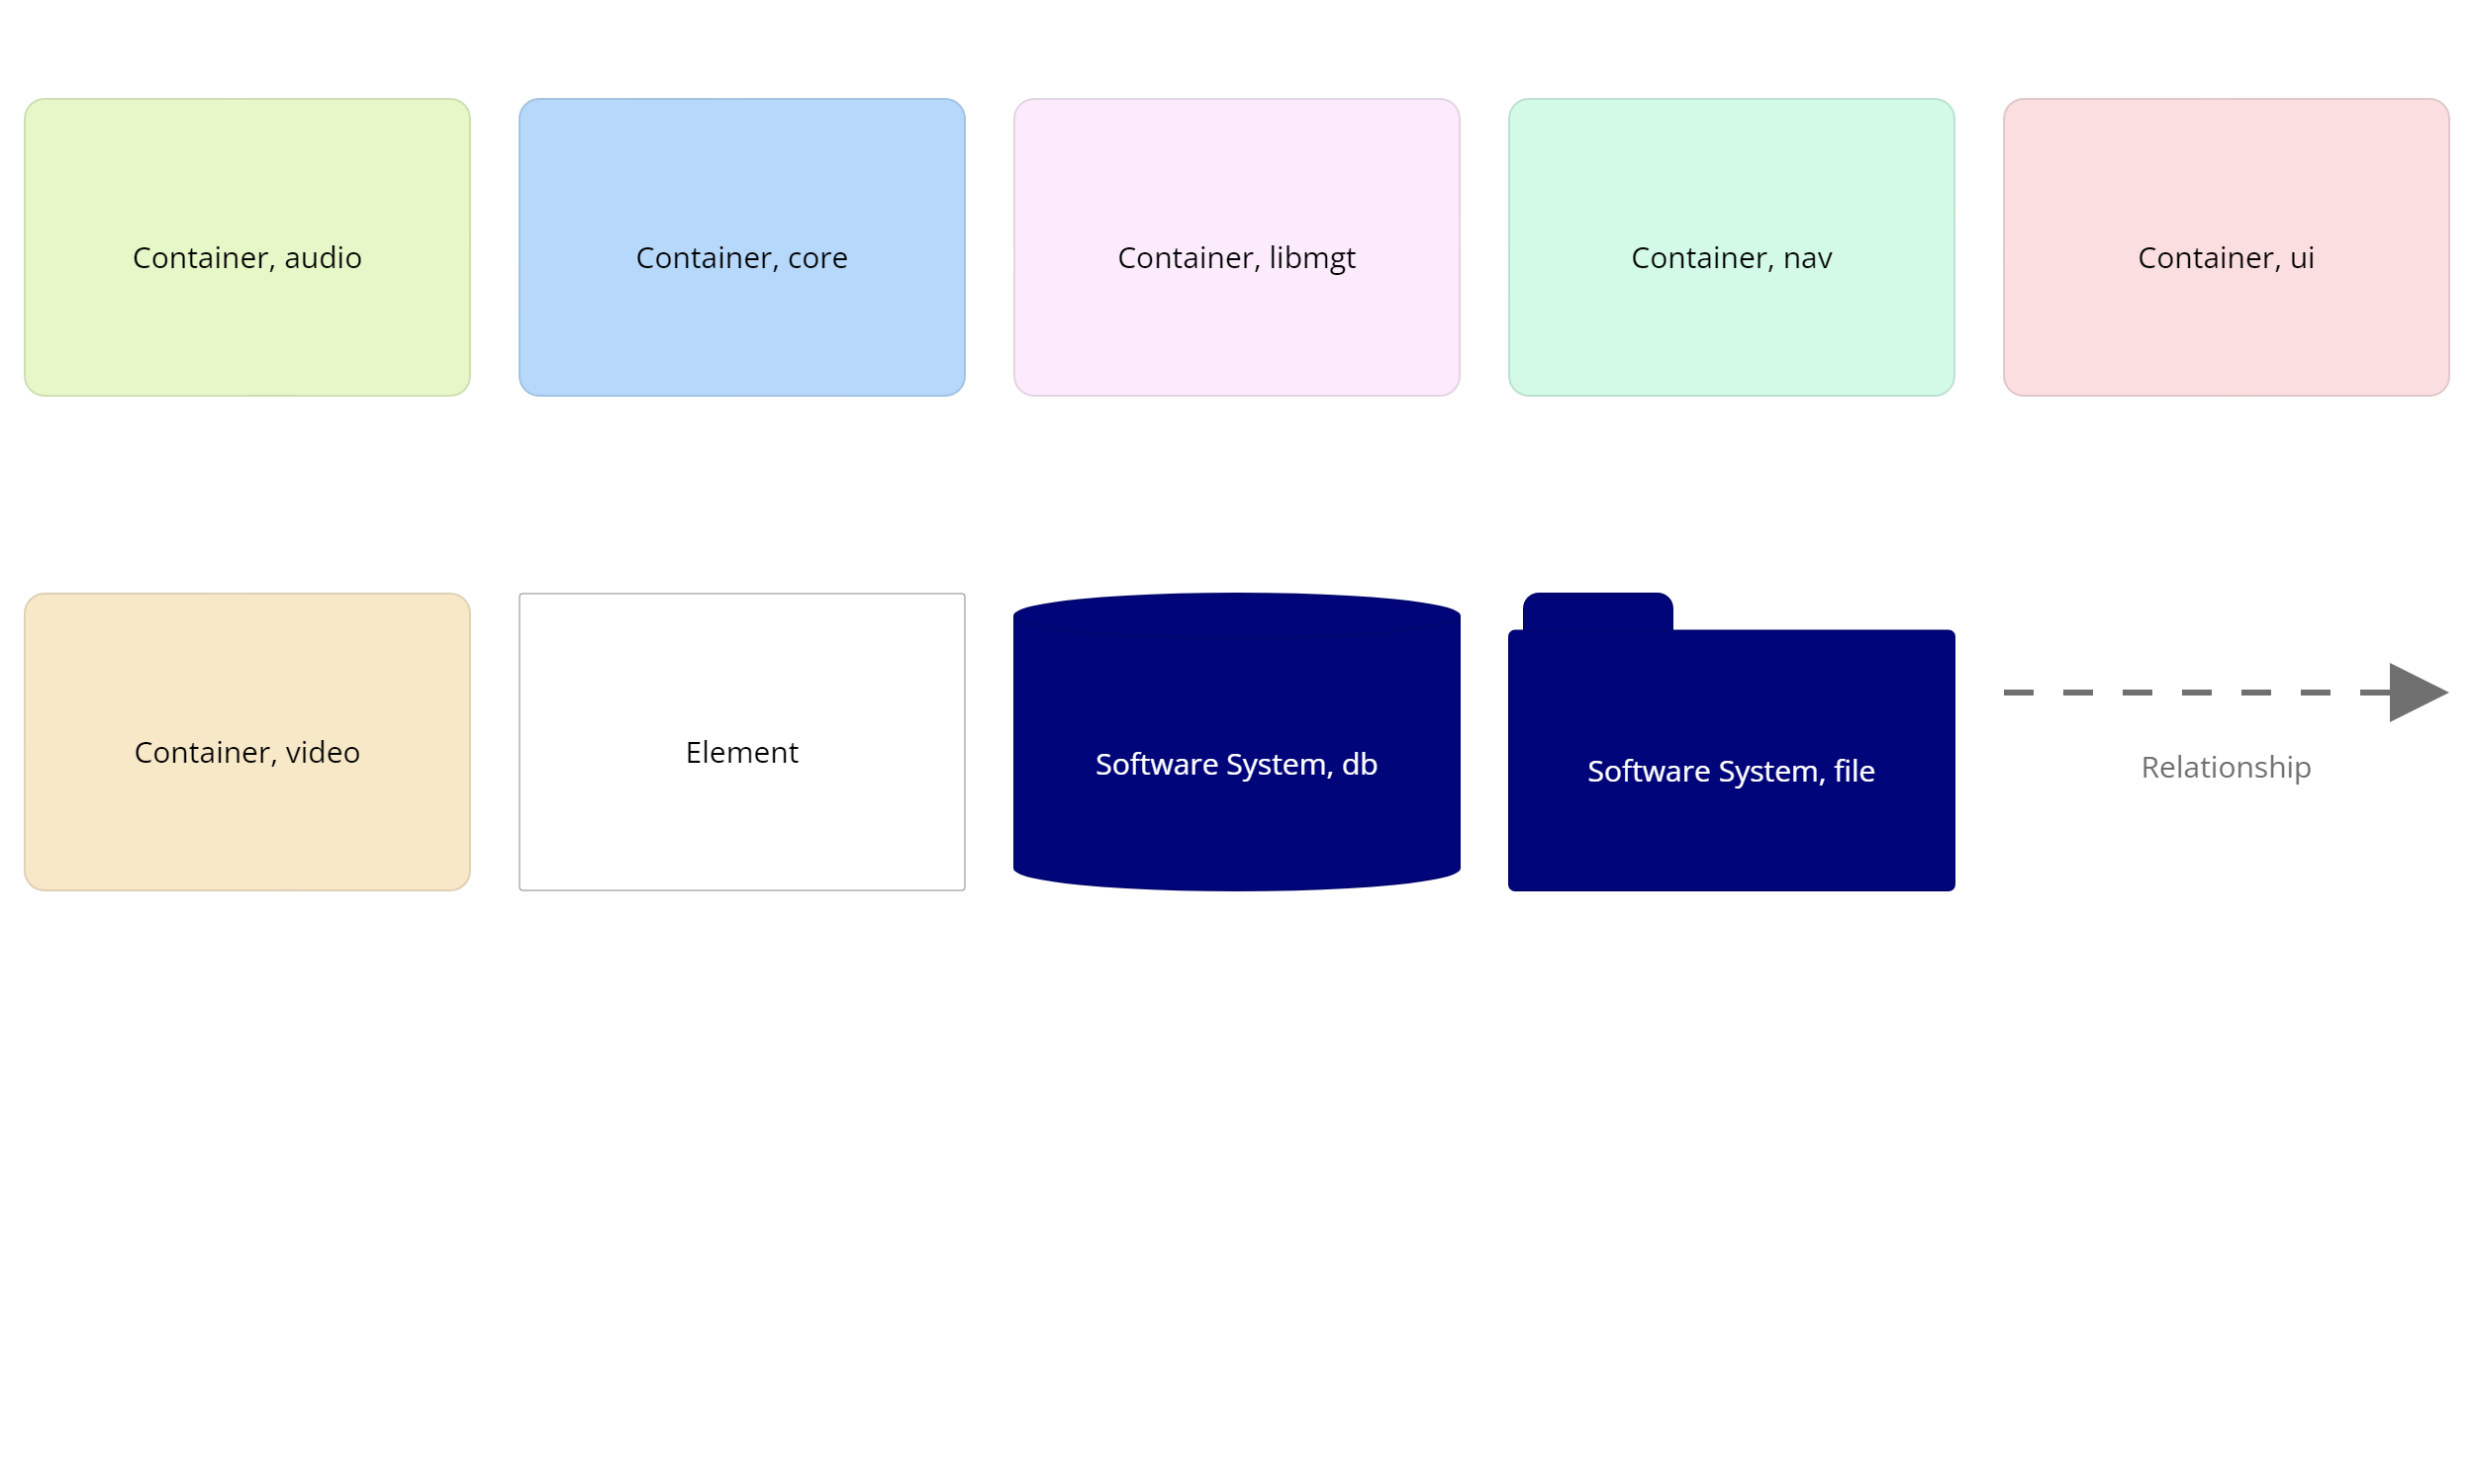 Container, audio
Container, core
Container, libmgt
Container, nav
Container, ui
Container, video
Element
Software System, db
Software System, file
Relationship